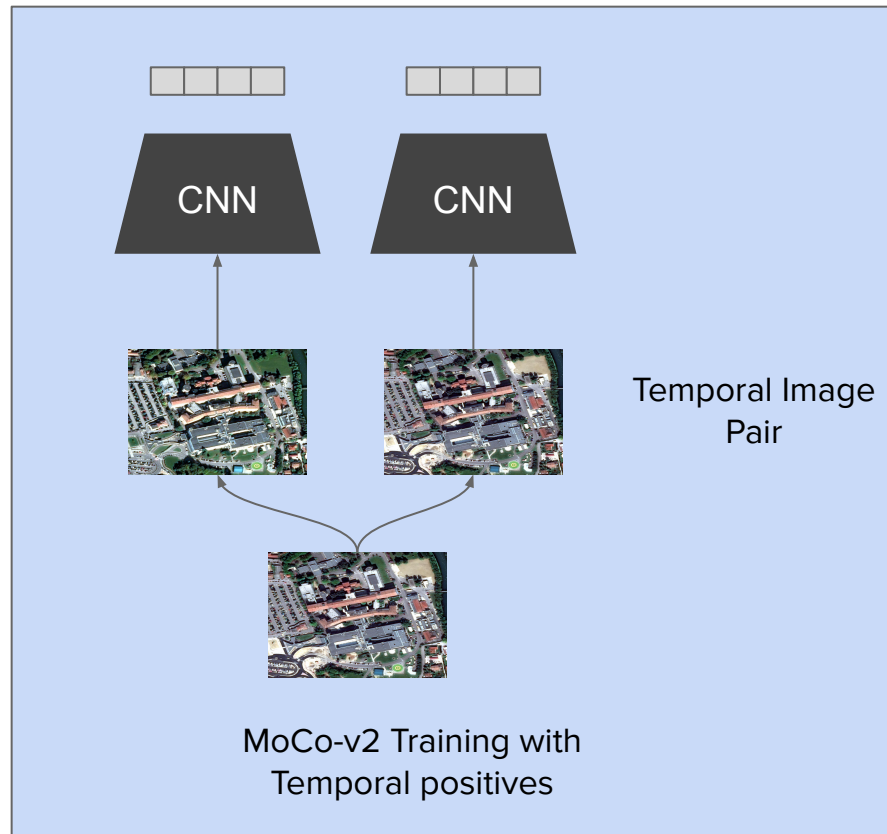 CNN
CNN
Temporal Image
Pair
MoCo-v2 Training with
Temporal positives